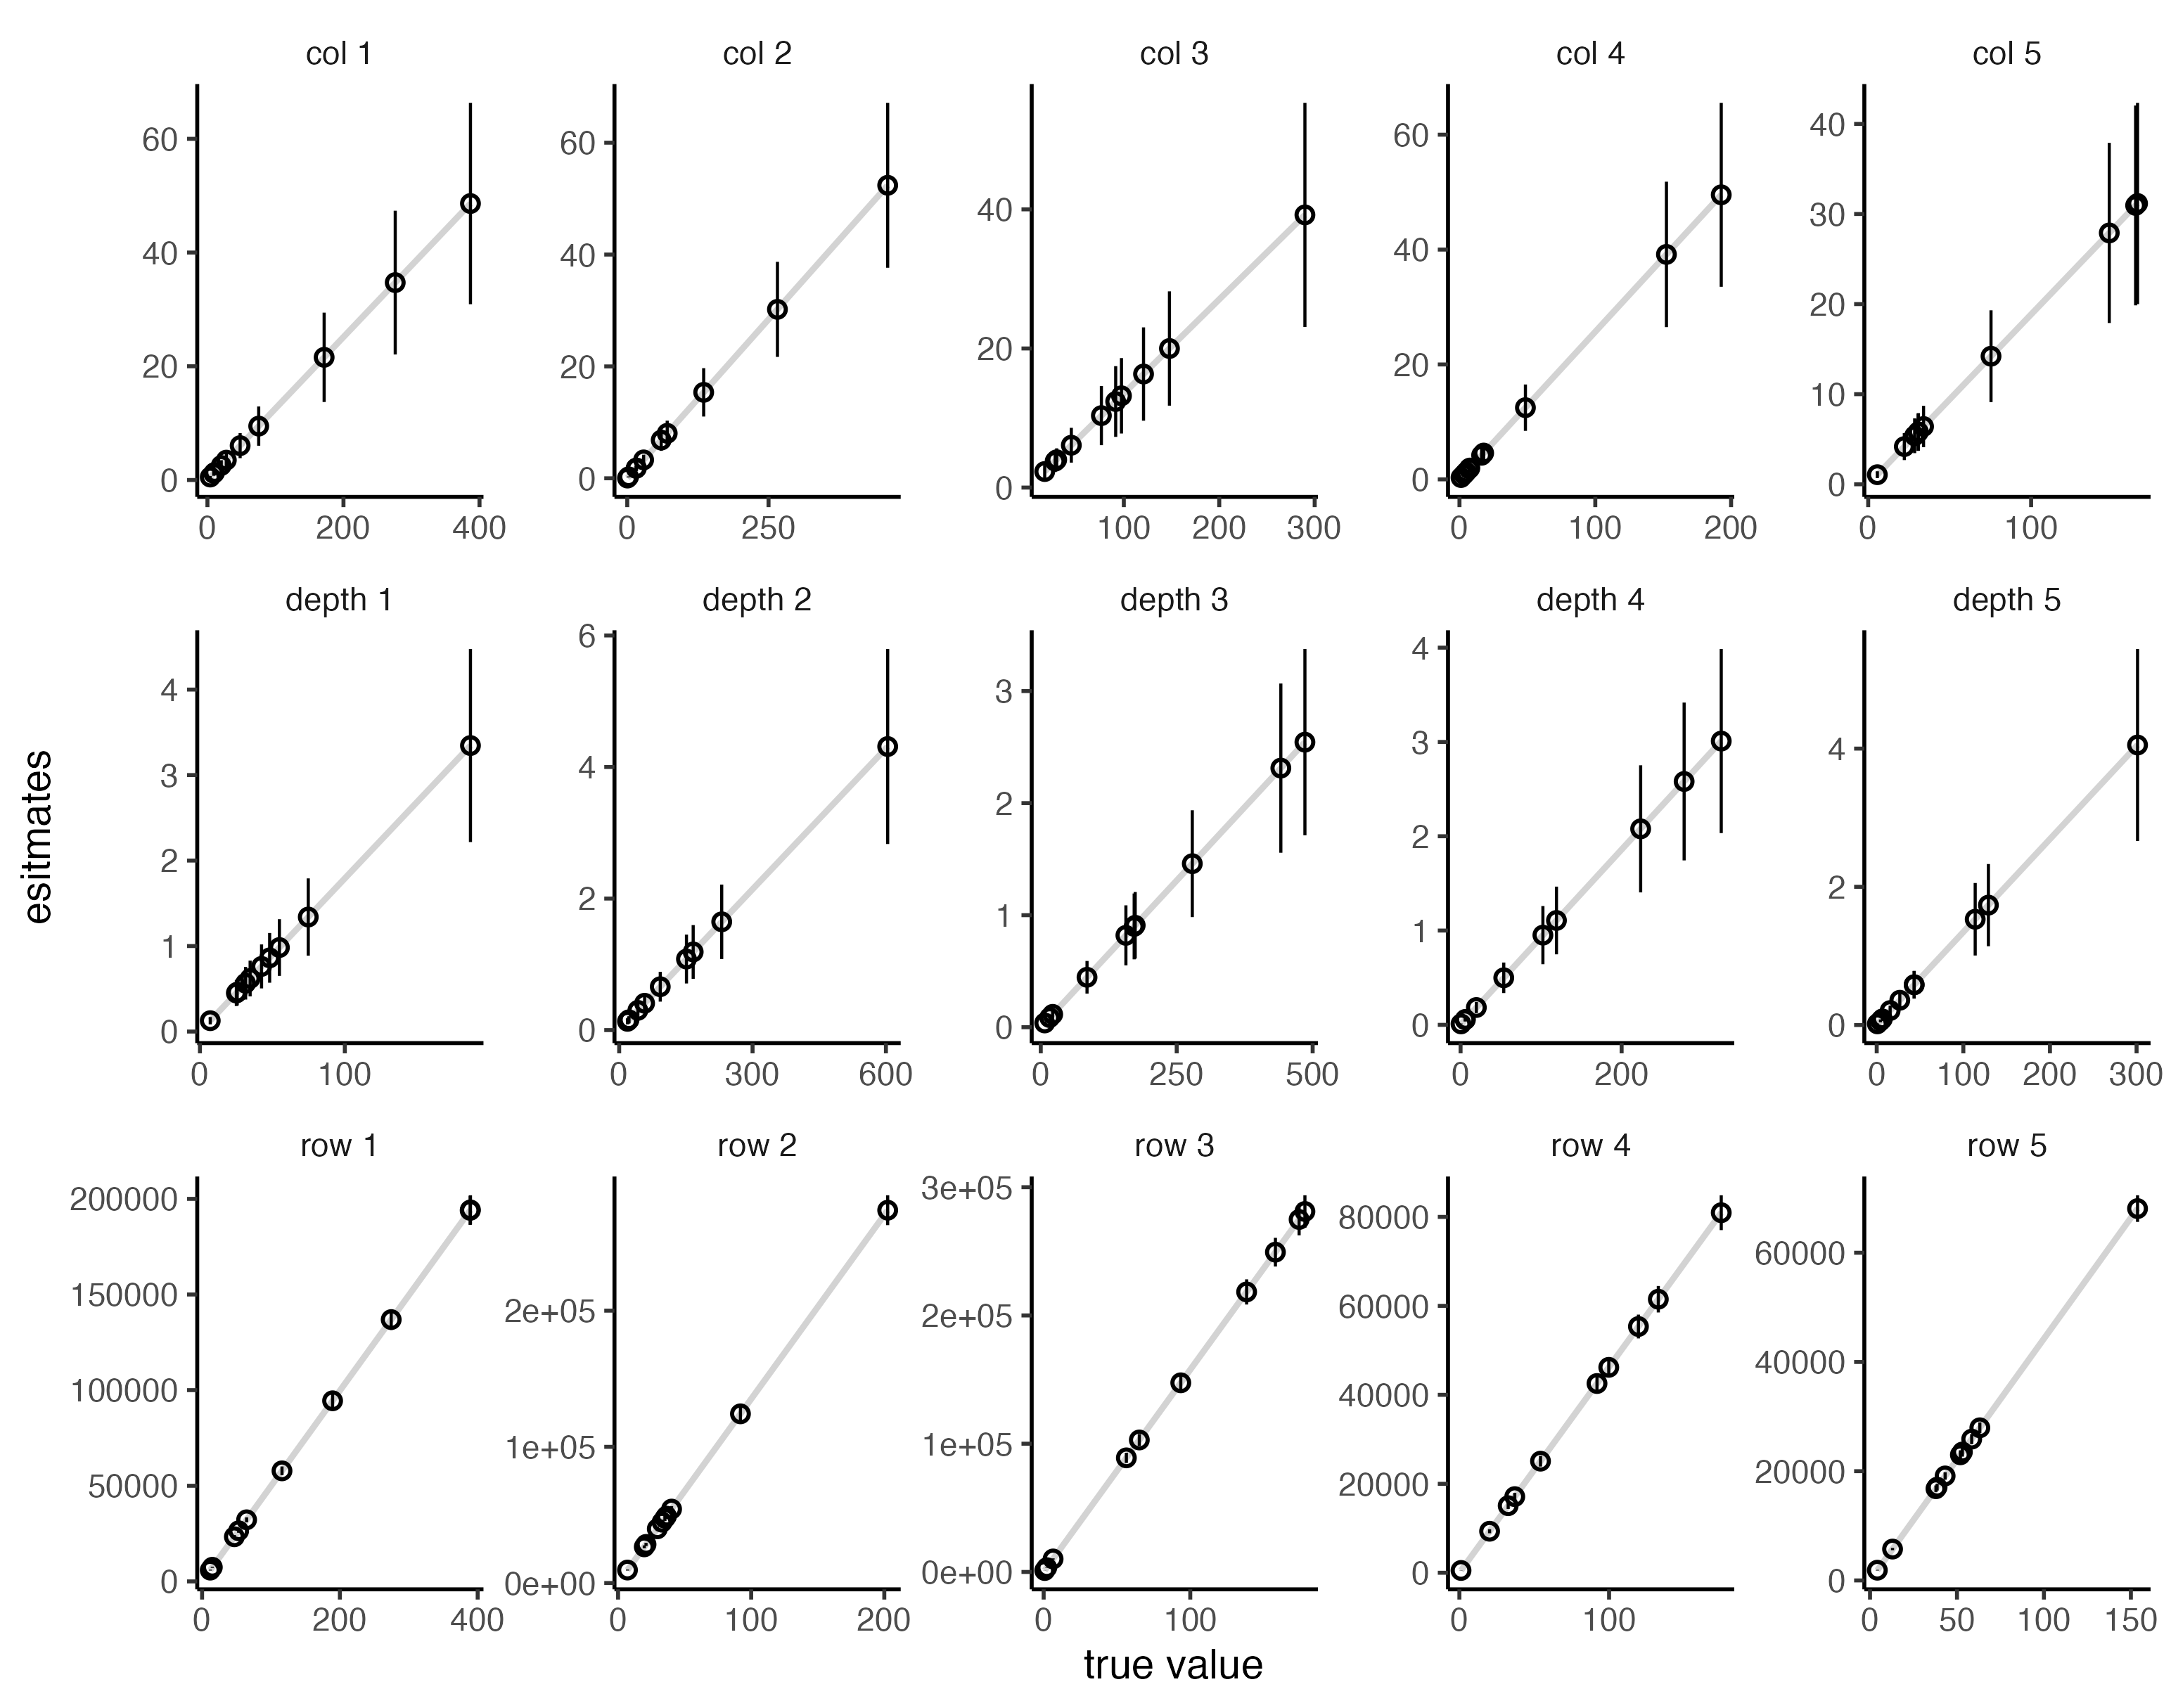 col 1 col 2 col 3 col 4 col 5
60 60 60 40
40 40 40 40 30
20 20 20 20 20
10
0 0 0 0 0
0 200 400 0 250 100 200 300 0 100 200 0 100
depth 1 depth 2 depth 3 depth 4 depth 5
4 6 3 4 4
3 4 2 3 2
2 2 1 2 0
1 0 0 1
0 0
0 100 0 300 600 0 250 500 0 200 0 100 200 300
esitmates
row 1 row 2 row 3 row 4 row 5
200000 2e+05 3e+05 80000 60000
150000 1e+05 2e+05 60000 40000
100000 0e+00 1e+05 40000 20000
50000 0e+00 20000 0
0 0
0 200 400 0 100 200 0 100 0 100 0 50 100 150
true value